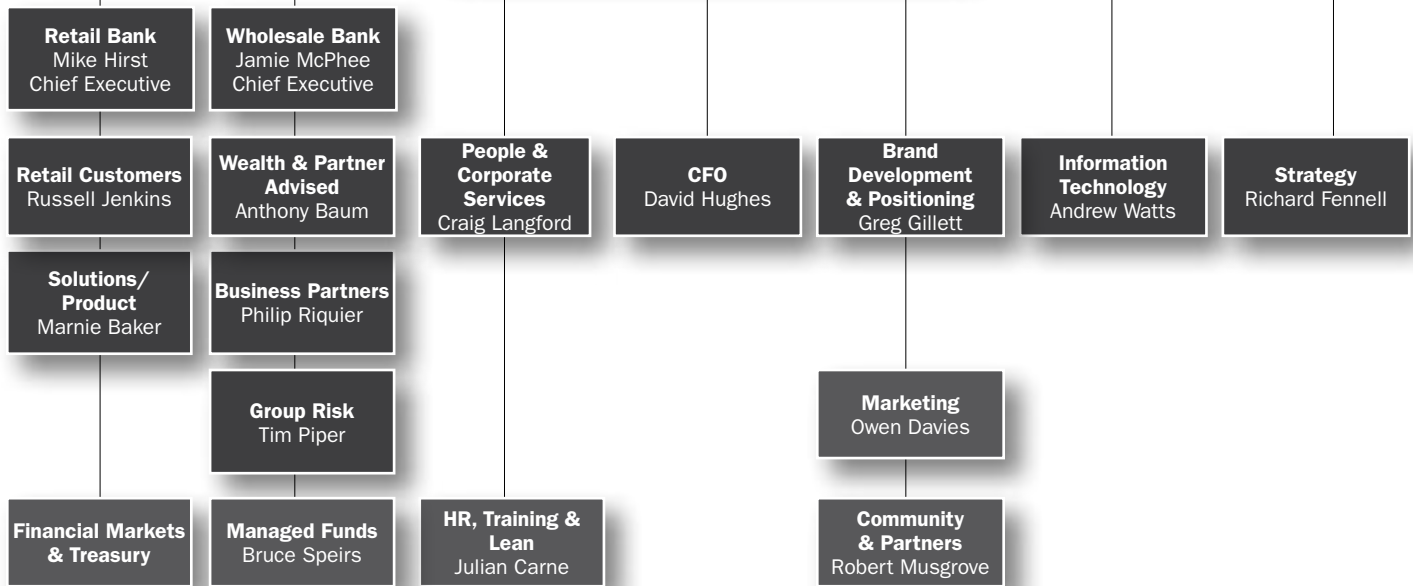 Retail Bank
Mike Hirst
Chief Executive
Wholesale Bank
Jamie McPhee
Chief Executive
Retail Customers
Russell Jenkins
Wealth & Partner
Advised
Anthony Baum
People &
Corporate
Services
Craig Langford
CFO
David Hughes
Brand
Development
& Positioning
Greg Gillett
Information
Technology
Andrew Watts
Strategy
Richard Fennell
Solutions/
Product
Marnie Baker
Business Partners
Philip Riquier
Group Risk
Tim Piper
Marketing
Owen Davies
Financial Markets
& Treasury
Managed Funds
Bruce Speirs
HR, Training &
Lean
Julian Carne
Community
& Partners
Robert Musgrove